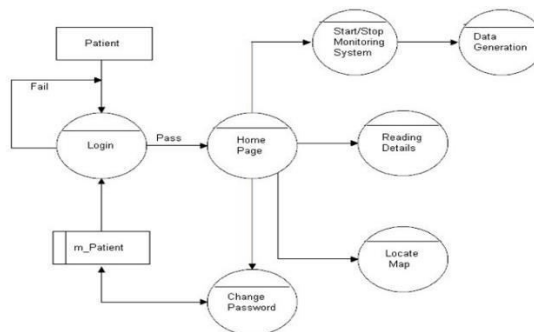 Patient
Start/Stop
Monitoring
System
Data
Generation
Fail
Login
Pass
Home
Page
Reading
Details
m_Patient
Locate
Map
Change
Password